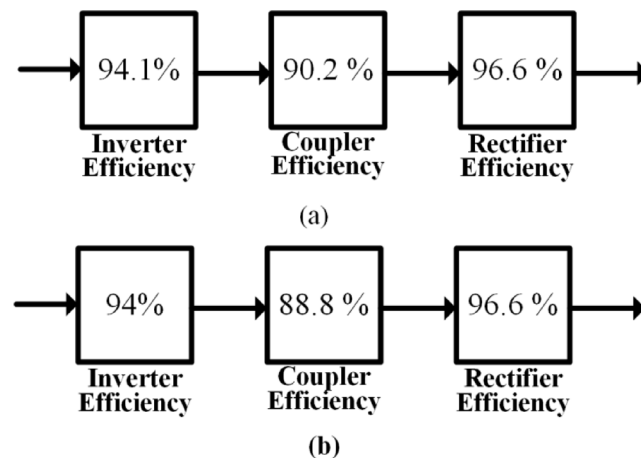 94.1% 90.2 % 96.6 %
Inverter Coupler Rectifier
Efficiency Efficiency Efficiency
(a)
94% 88.8 % 96.6 %
Inverter Coupler Rectifier
Efficiency Efficiency Efficiency
(b)